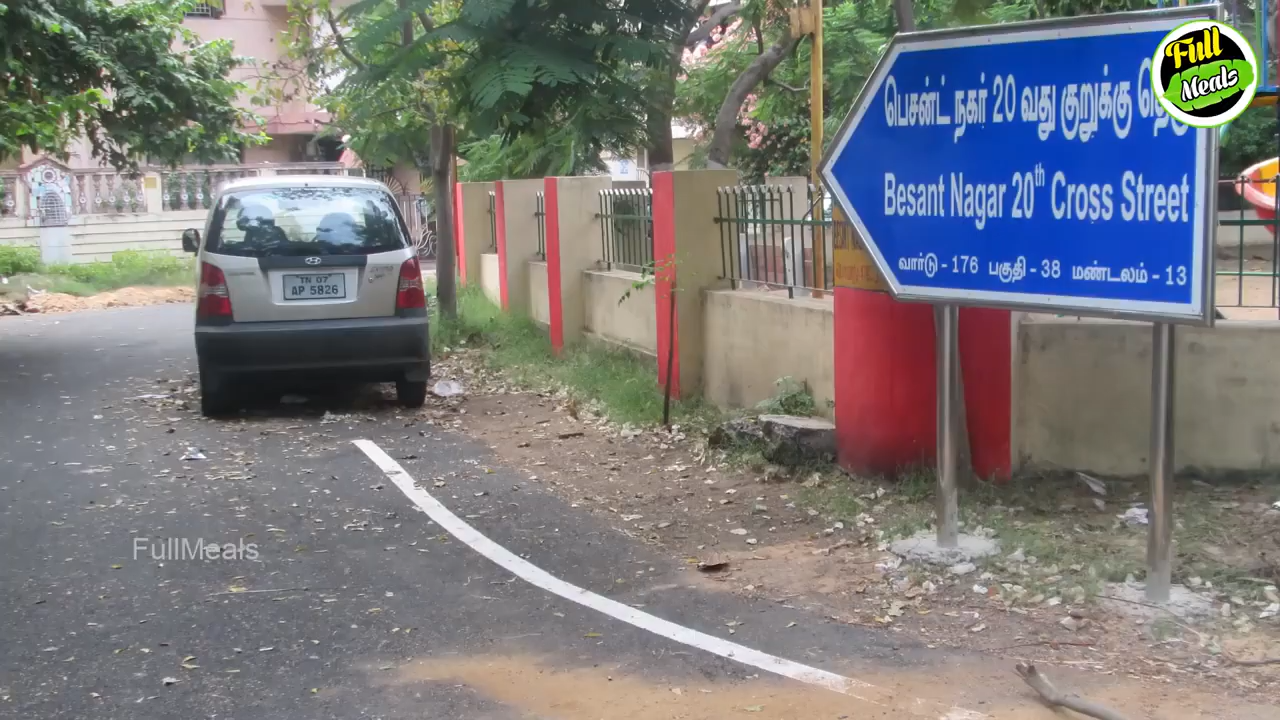 பெசன்ட் நகர் 20 வது குறுக்கு
Besant Nagar 20th Cross Street
வார்டு - 176 பகுதி - 38 மண்டலம் - 13
Full
Meals
TN 07
AP 5826
FullMeals